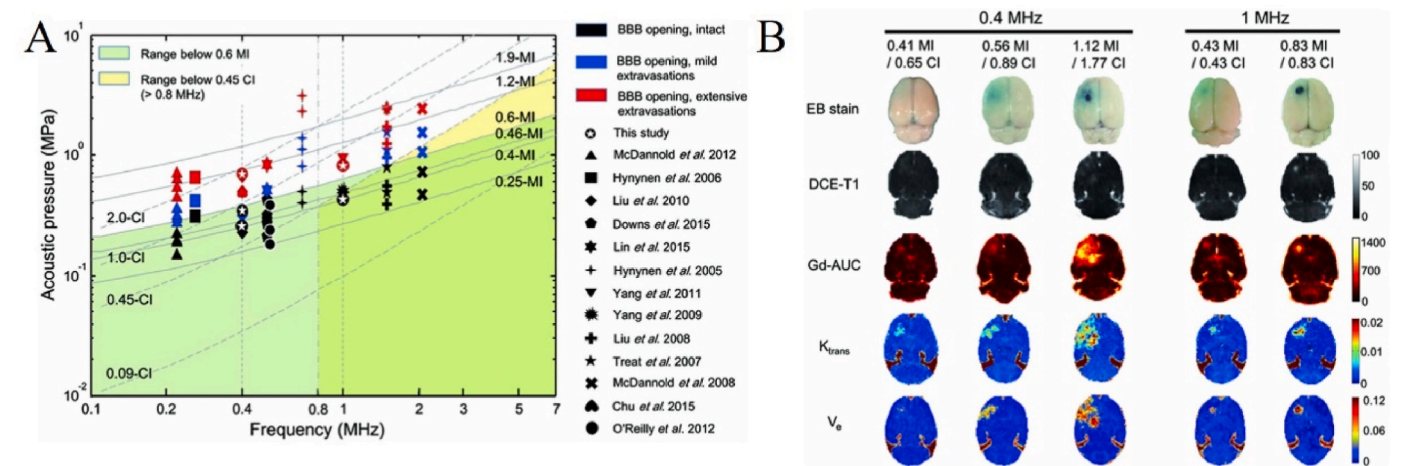 A
10^1
10^0
10^-1
10^-2
Acoustic pressure (MPa)
Range below 0.6 MI
Range below 0.45 CI
(> 0.8 MHz)
1.9-MI
1.2-MI
0.6-MI
0.46-MI
0.4-MI
0.25-MI
2.0-CI
1.0-CI
0.45-CI
0.09-CI
0.1 0.2 0.4 0.8 1 2 3 5 7
Frequency (MHz)
BBB opening, intact
BBB opening, mild
extravasations
BBB opening, extensive
extravasations
This study
McDannold et al. 2012
Hynynen et al. 2006
Liu et al. 2010
Downs et al. 2015
Lin et al. 2015
Hynynen et al. 2005
Yang et al. 2011
Yang et al. 2009
Liu et al. 2008
Treat et al. 2007
McDannold et al. 2008
Chu et al. 2015
O'Reilly et al. 2012
B
0.4 MHz 1 MHz
0.41 MI 0.56 MI 1.12 MI 0.43 MI 0.83 MI
/ 0.65 CI / 0.89 CI / 1.77 CI / 0.43 CI / 0.83 CI
EB stain
DCE-T1
100
50
0
Gd-AUC
1400
700
0
Ktrans
0.02
0.01
0
Ve
0.12
0.06
0